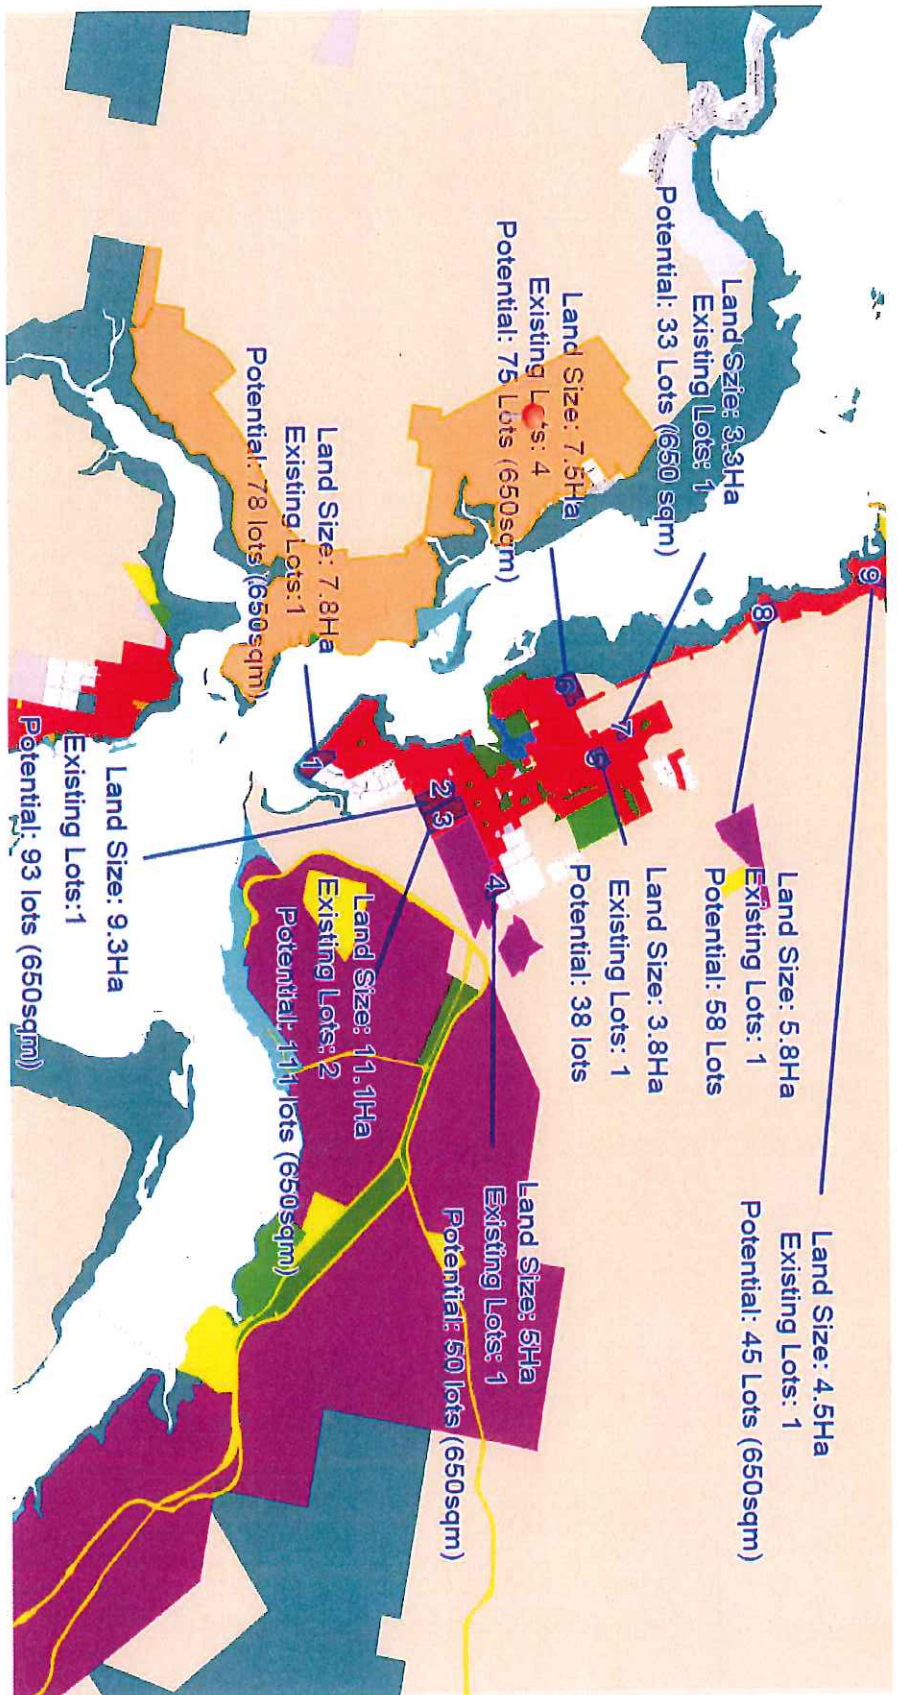 Land Szie: 3.3Ha
Existing Lots: 1
Potential: 33 Lots (650 sqm)
Land Size: 7.5Ha
Existing Lots: 4
Potential: 75 Lots (650sqm)
Land Size: 7.8Ha
Existing Lots:1
Potential: 78 lots (650sqm)
Land Size: 4.5Ha
Existing Lots: 1
Potential: 45 Lots (650sqm)
Land Size: 5.8Ha
Existing Lots: 1
Potential: 58 Lots
Land Size: 3.8Ha
Existing Lots: 1
Potential: 38 lots
Land Size: 5Ha
Existing Lots: 1
Potential: 50 lots (650sqm)
Land Size: 11.1Ha
Existing Lots: 2
Potential: 111 lots (650sqm)
Land Size: 9.3Ha
Existing Lots:1
Potential: 93 lots (650sqm)
9
8
7
6
5
4
3
2
1